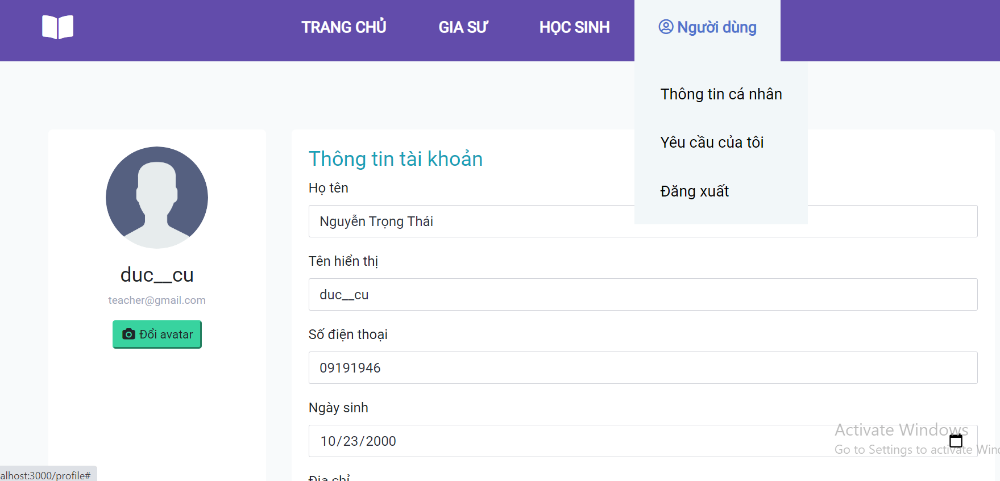 TRANG CHỦ
GIA SƯ
HỌC SINH
Người dùng
Thông tin cá nhân
Yêu cầu của tôi
Đăng xuất
duc__cu
teacher@gmail.com
Đổi avatar
Thông tin tài khoản
Họ tên
Nguyễn Trọng Thái
Tên hiển thị
duc__cu
Số điện thoại
09191946
Ngày sinh
10/23/2000
Địa chỉ
Activate Windows
Go to Settings to activate Win
alhost:3000/profile#